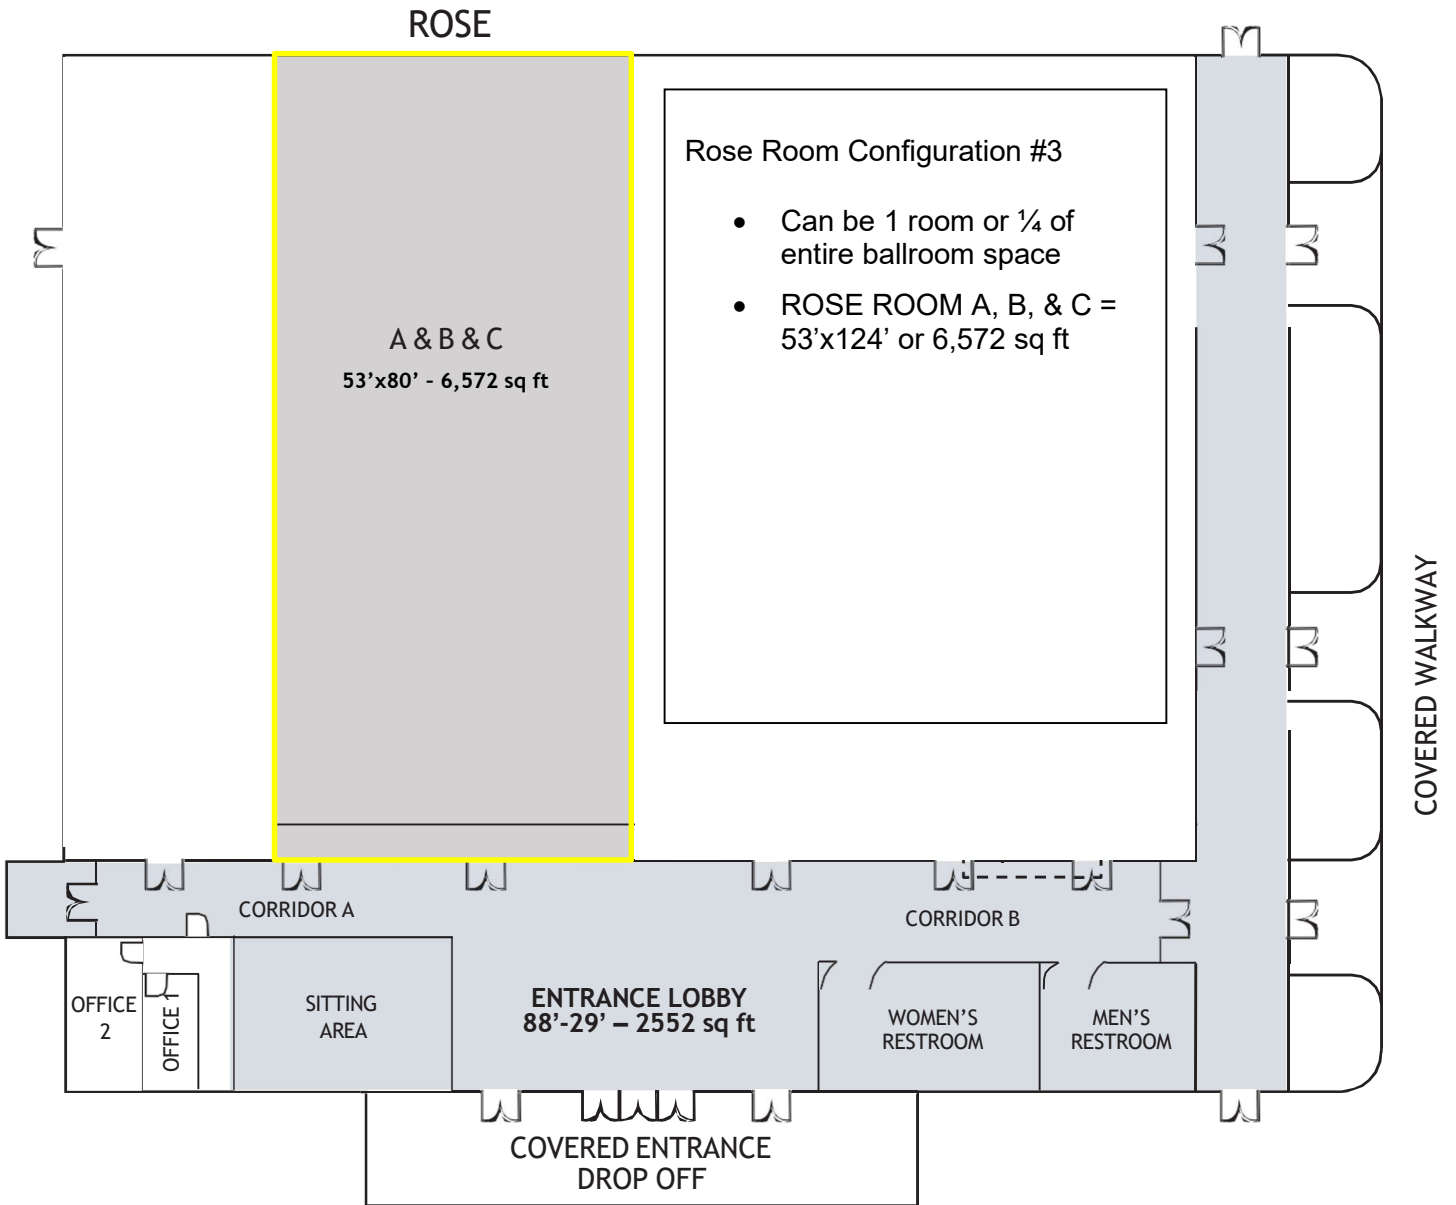 ROSE
Rose Room Configuration #3
• Can be 1 room or ¼ of
entire ballroom space
• ROSE ROOM A, B, & C =
53’x124’ or 6,572 sq ft
A & B & C
53’x80’ - 6,572 sq ft
COVERED WALKWAY
CORRIDOR A
CORRIDOR B
OFFICE
2
OFFICE 1
SITTING
AREA
ENTRANCE LOBBY
88’-29’ – 2552 sq ft
WOMEN’S
RESTROOM
MEN’S
RESTROOM
COVERED ENTRANCE
DROP OFF